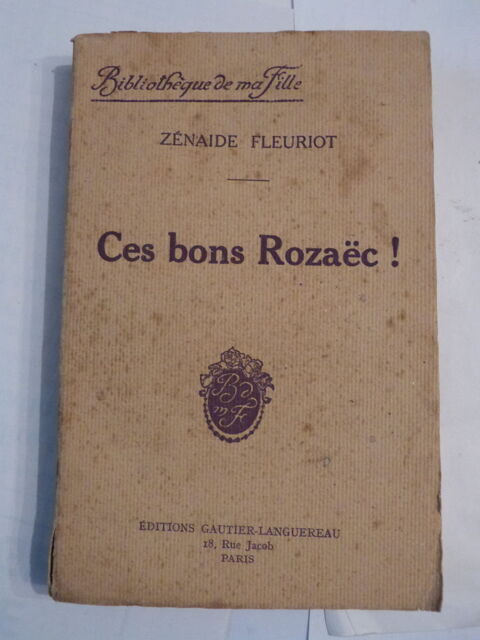 Bibliothèque de ma Fille
ZÉNAIDE FLEURIOT
Ces bons Rozaëc !
B d
m F
ÉDITIONS GAUTIER-LANGUEREAU
18, Rue Jacob
PARIS